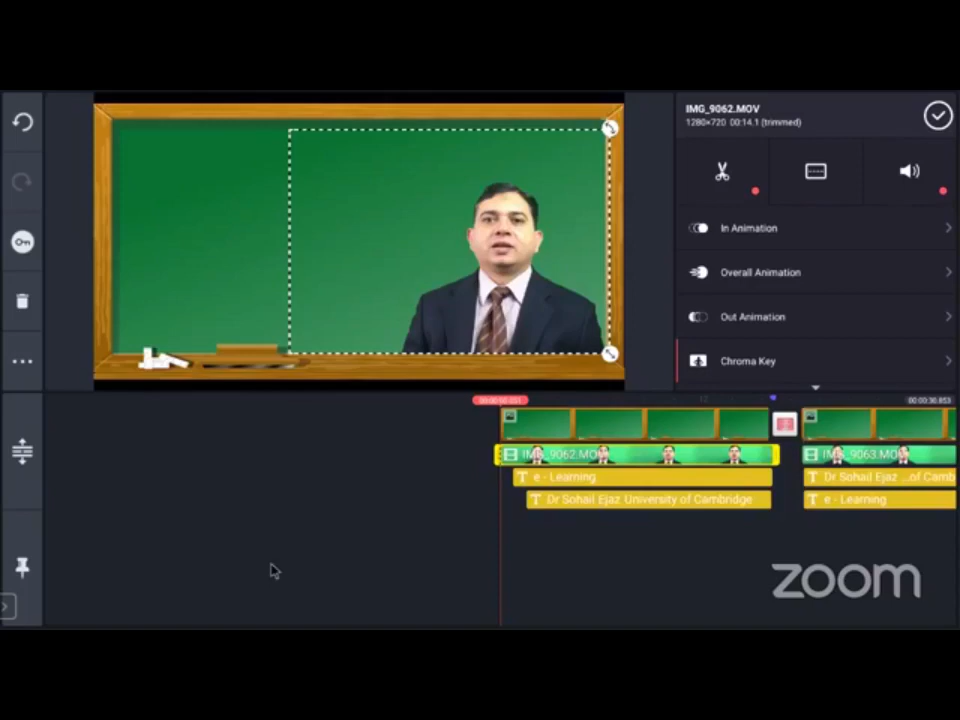 IMG_9062.MOV
1280×720 00:14.1 (trimmed)
In Animation
Overall Animation
Out Animation
Chroma Key
00:00:30.853
IMG_9062.MOV
IMG_9063.MOV
T e - Learning
T Dr Sohail Ejaz ...of Camb
T Dr Sohail Ejaz University of Cambridge
T e - Learning
zoom